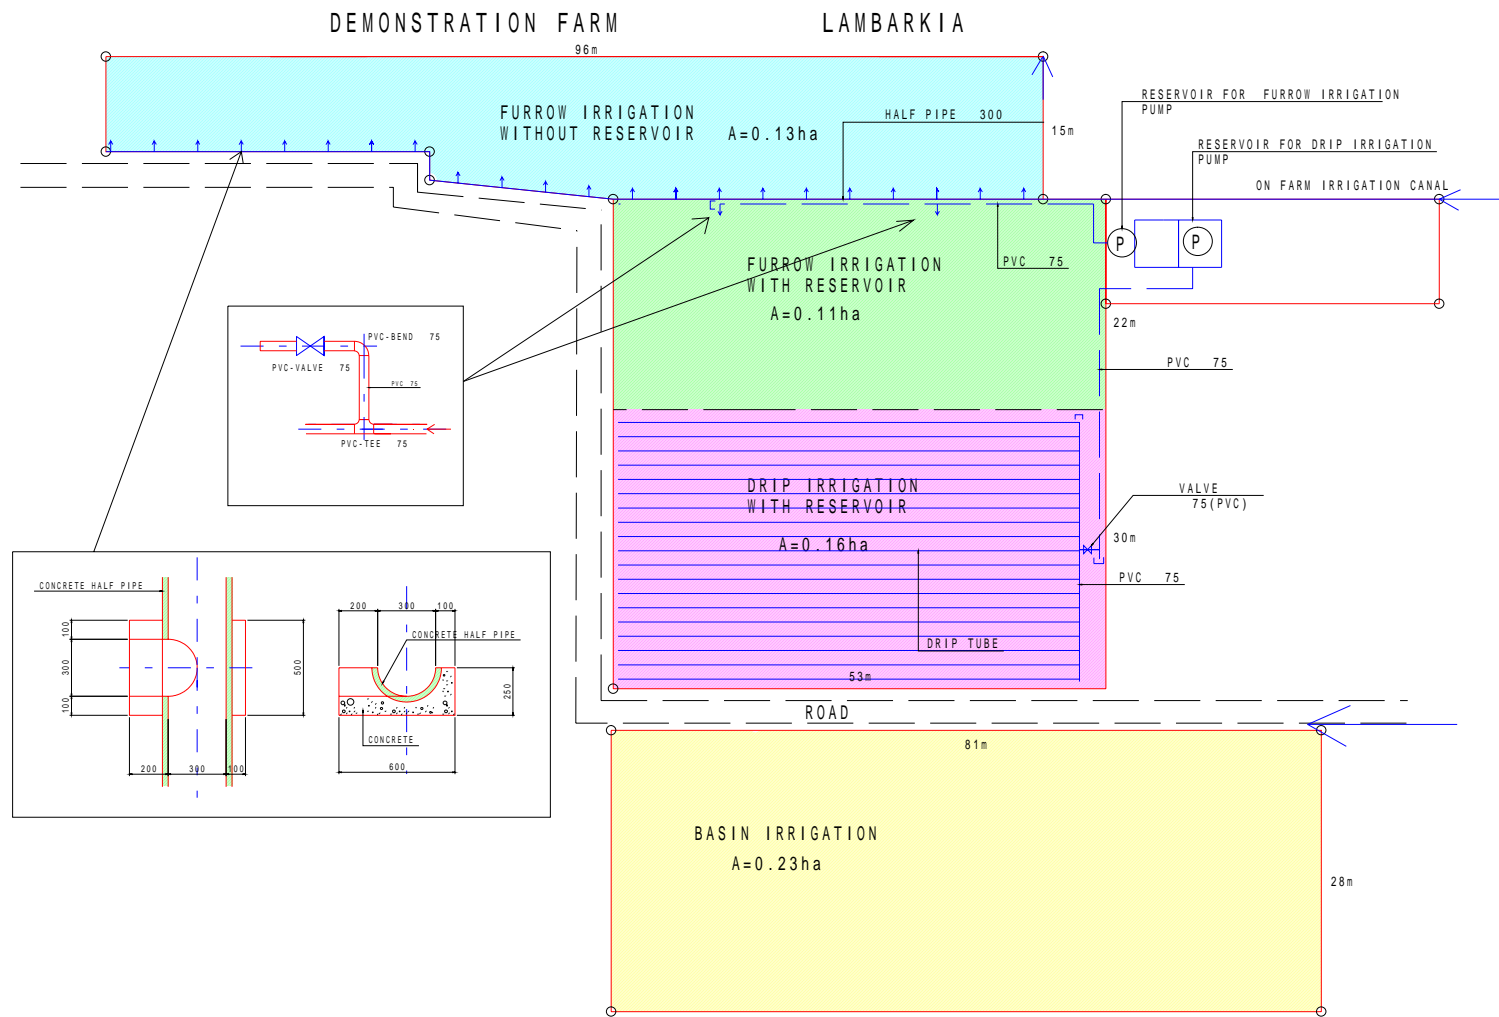 DEMONSTRATION FARM LAMBARKIA
96m
FURROW IRRIGATION
WITHOUT RESERVOIR A=0.13ha
HALF PIPE 300
15m
RESERVOIR FOR FURROW IRRIGATION
PUMP
RESERVOIR FOR DRIP IRRIGATION
PUMP
ON FARM IRRIGATION CANAL
P
P
FURROW IRRIGATION
WITH RESERVOIR
A=0.11ha
PVC 75
22m
PVC 75
PVC-BEND 75
PVC-VALVE 75
PVC 75
PVC-TEE 75
DRIP IRRIGATION
WITH RESERVOIR
A=0.16ha
VALVE
75(PVC)
30m
PVC 75
DRIP TUBE
53m
CONCRETE HALF PIPE
100
300
100
500
200
300
100
200
300
100
CONCRETE HALF PIPE
250
CONCRETE
600
ROAD
81m
BASIN IRRIGATION
A=0.23ha
28m